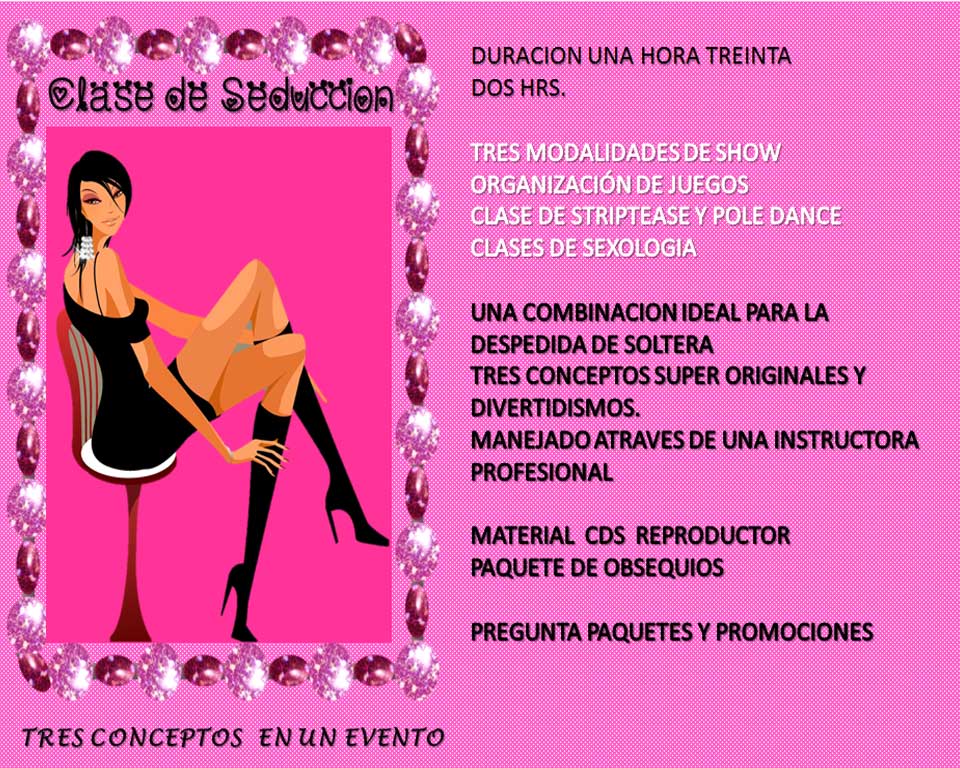 Clase de Seduccion
DURACION UNA HORA TREINTA
DOS HRS.
TRES MODALIDADES DE SHOW
ORGANIZACIÓN DE JUEGOS
CLASE DE STRIPTEASE Y POLE DANCE
CLASES DE SEXOLOGIA
UNA COMBINACION IDEAL PARA LA
DESPEDIDA DE SOLTERA
TRES CONCEPTOS SUPER ORIGINALES Y
DIVERTIDISMOS.
MANEJADO ATRAVES DE UNA INSTRUCTORA
PROFESIONAL
MATERIAL CDS REPRODUCTOR
PAQUETE DE OBSEQUIOS
PREGUNTA PAQUETES Y PROMOCIONES
TRES CONCEPTOS EN UN EVENTO